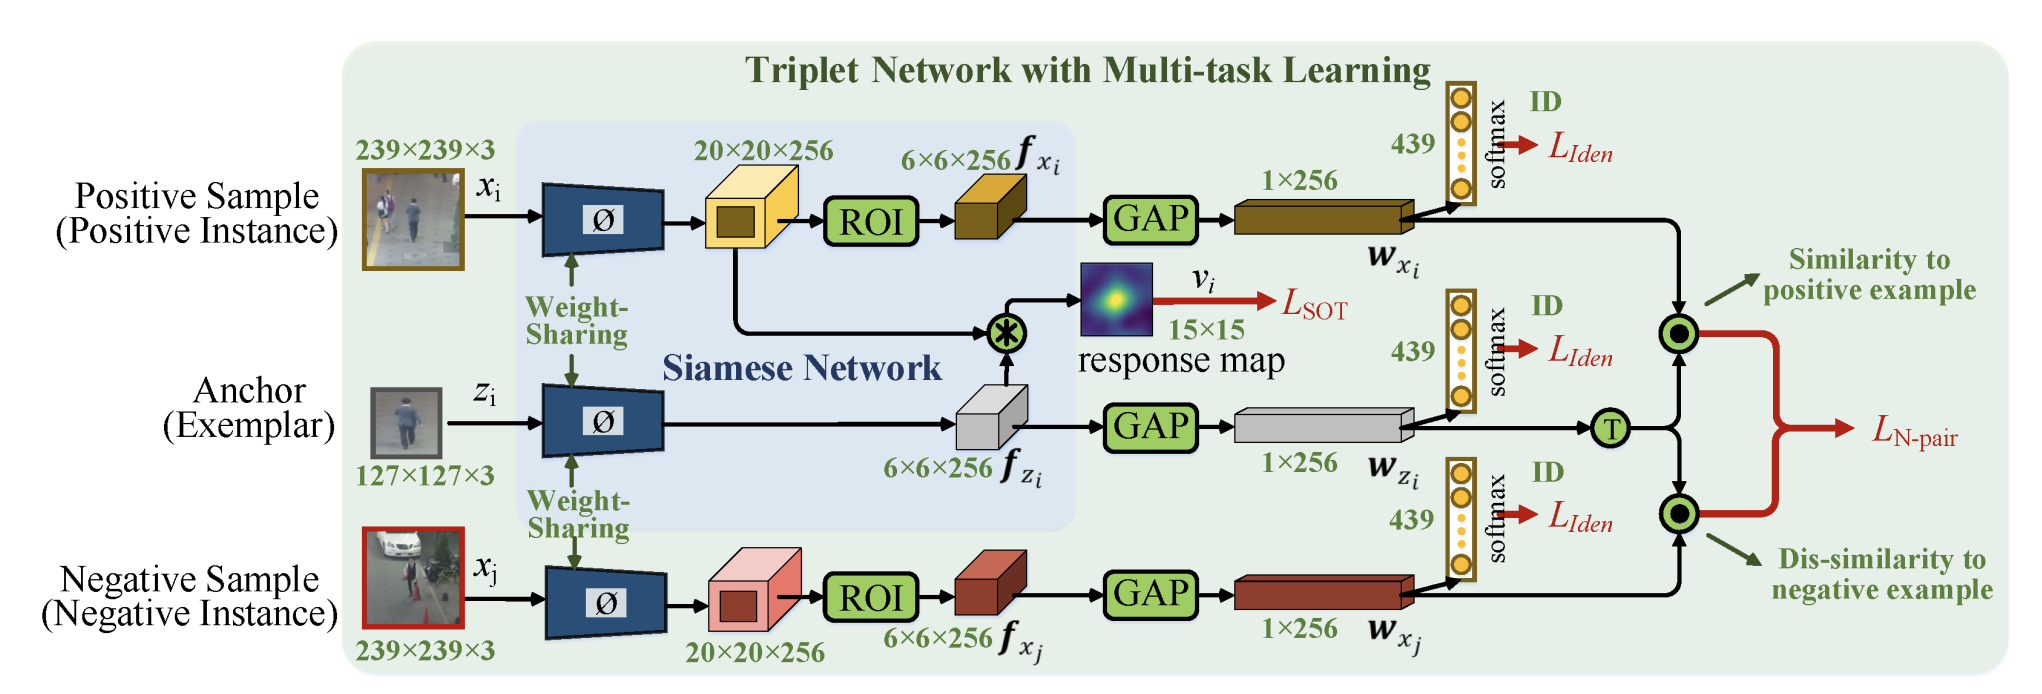 Triplet Network with Multi-task Learning
Positive Sample
(Positive Instance)
239×239×3
x_i
Ø
20×20×256
ROI
6×6×256
f_{x_i}
GAP
1×256
w_{x_i}
439
softmax
ID
L_{Iden}
Weight-
Sharing
Siamese Network
v_i
15×15
response map
L_{SOT}
Similarity to
positive example
Anchor
(Exemplar)
z_i
127×127×3
Ø
6×6×256
f_{z_i}
GAP
1×256
w_{z_i}
439
softmax
ID
L_{Iden}
T
L_{N-pair}
Weight-
Sharing
Negative Sample
(Negative Instance)
x_j
239×239×3
Ø
20×20×256
ROI
6×6×256
f_{x_j}
GAP
1×256
w_{x_j}
439
softmax
ID
L_{Iden}
Dis-similarity to
negative example